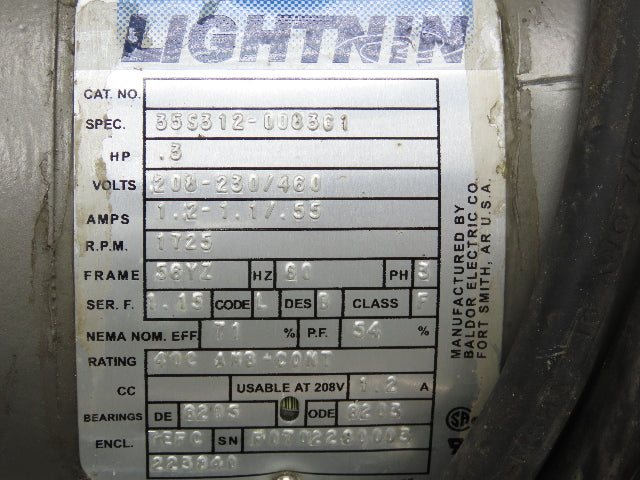 LIGHTNIN
CAT. NO.
SPEC. 35S312-0083G1
HP .3
VOLTS 208-230/460
AMPS 1.2-1.1/.55
R.P.M. 1725
FRAME 56YZ HZ 60 PH 3
SER. F. 1.15 CODE L DES B CLASS F
NEMA NOM. EFF 71 % P.F. 54 %
RATING 40C AMB-CONT
CC USABLE AT 208V 1.2 A
BEARINGS DE 6205 ODE 6203
ENCL. TEFC SN
MANUFACTURED BY
BALDOR ELECTRIC CO.
FORT SMITH, AR U.S.A.